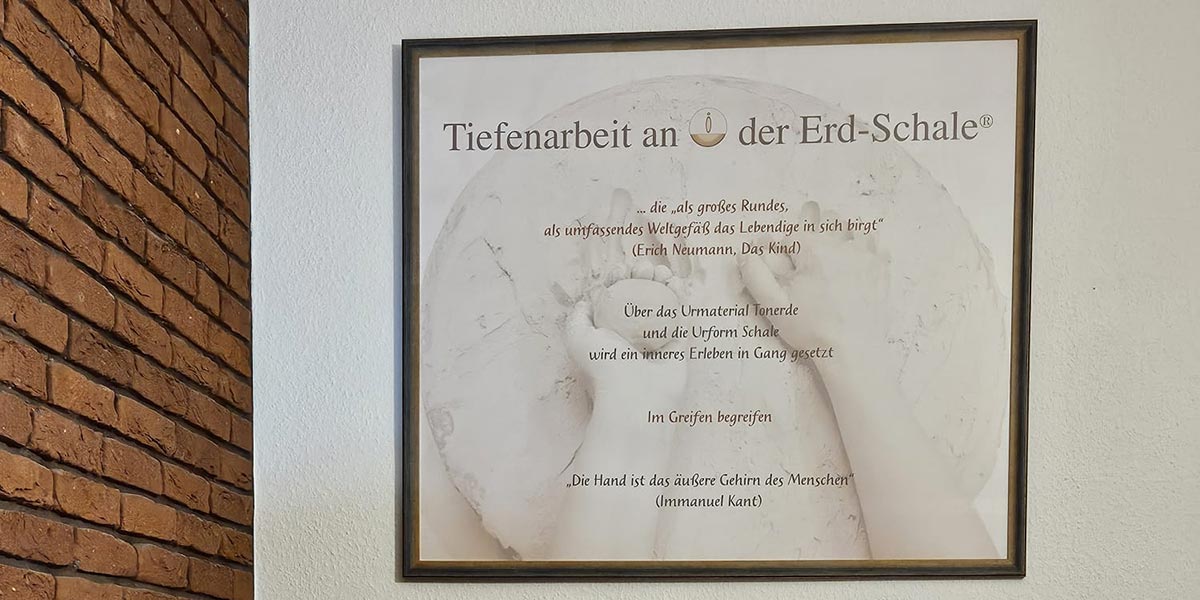 Tiefenarbeit an der Erd-Schale®
... die „als großes Rundes,
als umfassendes Weltgefäß das Lebendige in sich birgt“
(Erich Neumann, Das Kind)
Über das Urmaterial Tonerde
und die Urform Schale
wird ein inneres Erleben in Gang gesetzt
Im Greifen begreifen
„Die Hand ist das äußere Gehirn des Menschen“
(Immanuel Kant)